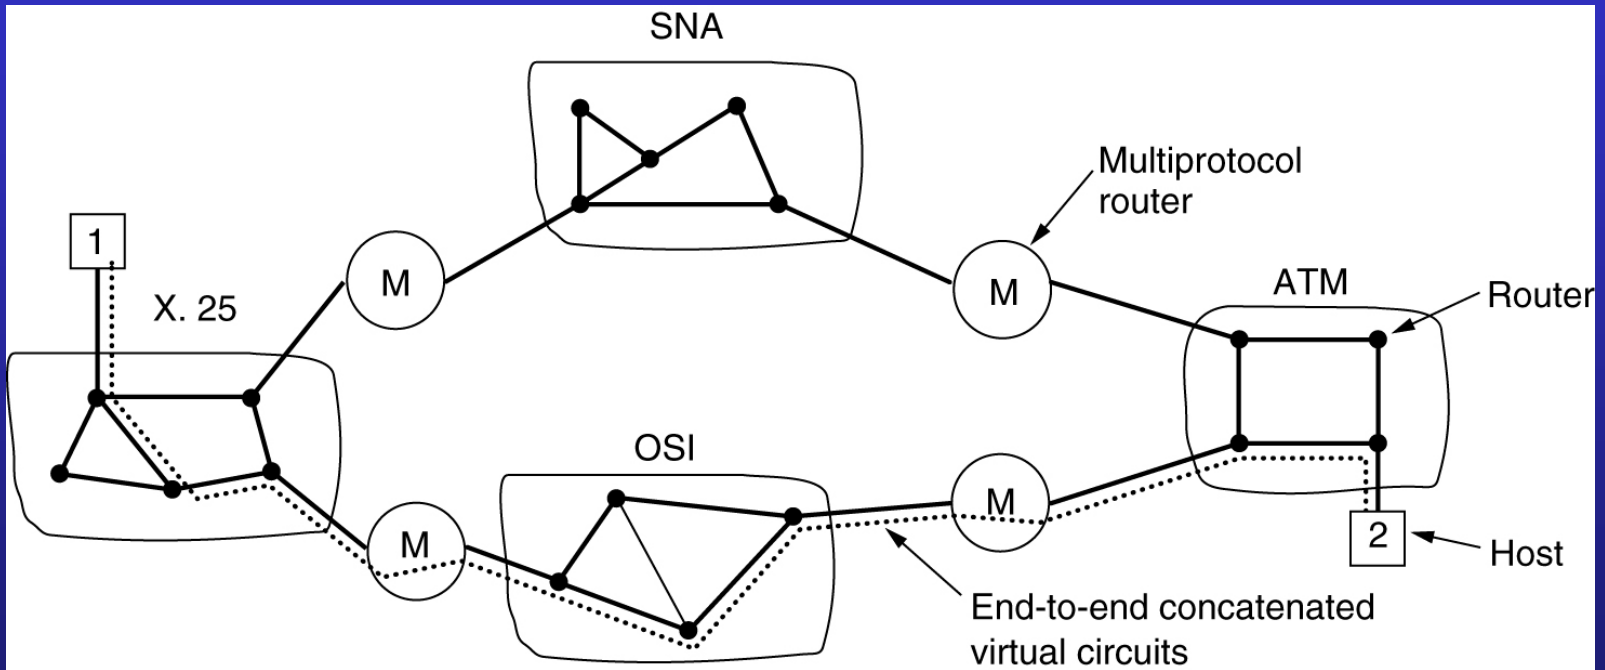 SNA
Multiprotocol
router
1
X. 25
M
M
ATM
Router
OSI
M
M
2
Host
End-to-end concatenated
virtual circuits